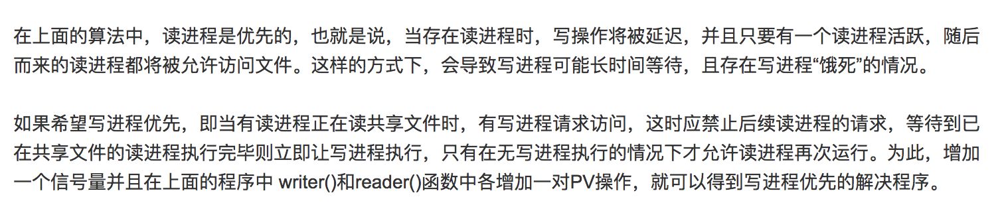 在上面的算法中，读进程是优先的，也就是说，当存在读进程时，写操作将被延迟，并且只要有一个读进程活跃，随后
而来的读进程都将被允许访问文件。这样的方式下，会导致写进程可能长时间等待，且存在写进程“饿死”的情况。
如果希望写进程优先，即当有读进程正在读共享文件时，有写进程请求访问，这时应禁止后续读进程的请求，等待到已
在共享文件的读进程执行完毕则立即让写进程执行，只有在无写进程执行的情况下才允许读进程再次运行。为此，增加
一个信号量并且在上面的程序中 writer()和reader()函数中各增加一对PV操作，就可以得到写进程优先的解决程序。